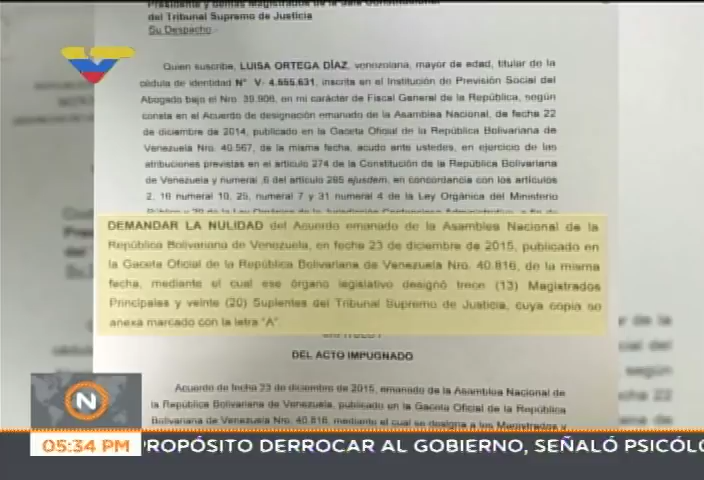 Presidente y demás Magistrados de la Sala Constitucional
del Tribunal Supremo de Justicia
Su Despacho.-
Quien suscribe, LUISA ORTEGA DÍAZ, venezolana, mayor de edad, titular de la
cédula de identidad N° V- 4.555.631, inscrita en el Institución de Previsión Social del
Abogado bajo el Nro. 39.908, en mi carácter de Fiscal General de la República, según
consta en el Acuerdo de designación emanado de la Asamblea Nacional, de fecha 22
de diciembre de 2014, publicado en la Gaceta Oficial de la República Bolivariana de
Venezuela Nro. 40.567, de la misma fecha, acudo ante ustedes, en ejercicio de las
atribuciones previstas en el artículo 274 de la Constitución de la República Bolivariana
de Venezuela y numeral 6 del artículo 285 ejusdem, en concordancia con los artículos
2, 16 numeral 10, 25, numeral 7 y 31 numeral 4 de la Ley Orgánica del Ministerio
DEMANDAR LA NULIDAD del Acuerdo emanado de la Asamblea Nacional de la
República Bolivariana de Venezuela, en fecha 23 de diciembre de 2015, publicado en
la Gaceta Oficial de la República Bolivariana de Venezuela Nro. 40.816, de la misma
fecha, mediante el cual ese órgano legislativo designó trece (13) Magistrados
Principales y veinte (20) Suplentes del Tribunal Supremo de Justicia, cuya copia se
anexa marcado con la letra "A"
DEL ACTO IMPUGNADO
Acuerdo de fecha 23 de diciembre de 2015, emanado de la Asamblea Nacional de
la República Bolivariana de Venezuela, publicado en la Gaceta Oficial de la República
Bolivariana de Venezuela Nro. 40.816, mediante el cual se designa a los Magistrados y
N
05:34 PM PROPÓSITO DERROCAR AL GOBIERNO, SEÑALÓ PSICÓLO